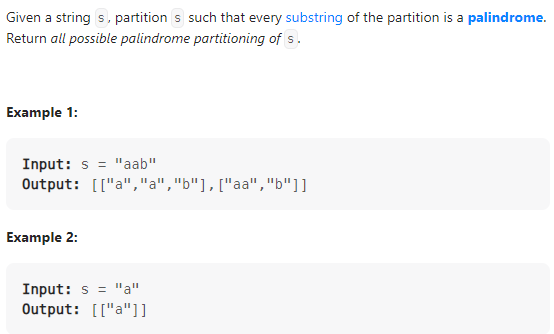 Given a string s, partition s such that every substring of the partition is a palindrome.
Return all possible palindrome partitioning of s.
Example 1:
Input: s = "aab"
Output: [["a","a","b"],["aa","b"]]
Example 2:
Input: s = "a"
Output: [["a"]]